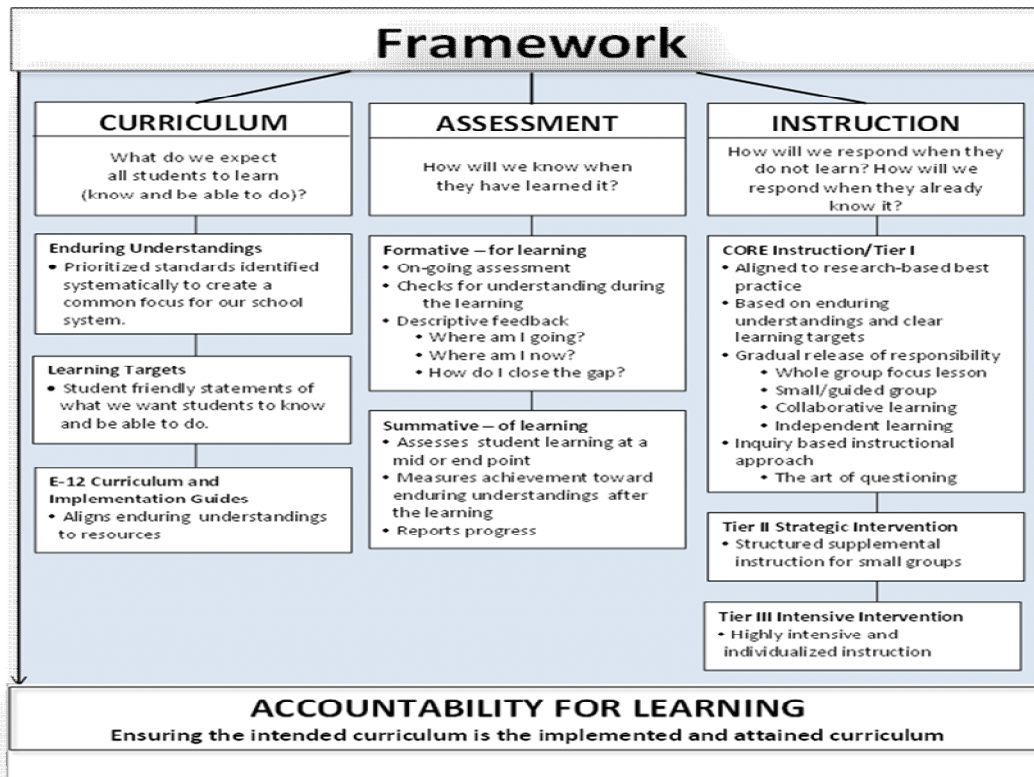 Framework
CURRICULUM
What do we expect
all students to learn
(know and be able to do)?
Enduring Understandings
• Prioritized standards identified
systematically to create a
common focus for our school
system.
Learning Targets
• Student friendly statements of
what we want students to know
and be able to do.
E-12 Curriculum and
Implementation Guides
• Aligns enduring understandings
to resources
ASSESSMENT
How will we know when
they have learned it?
Formative – for learning
• On-going assessment
• Checks for understanding during
the learning
• Descriptive feedback
• Where am I going?
• Where am I now?
• How do I close the gap?
Summative – of learning
• Assesses student learning at a
mid or end point
• Measures achievement toward
enduring understandings after
the learning
• Reports progress
INSTRUCTION
How will we respond when they
do not learn? How will we
respond when they already
know it?
CORE Instruction/Tier I
• Aligned to research-based best
practice
• Based on enduring
understandings and clear
learning targets
• Gradual release of responsibility
• Whole group focus lesson
• Small/guided group
• Collaborative learning
• Independent learning
• Inquiry based instructional
approach
• The art of questioning
Tier II Strategic Intervention
• Structured supplemental
instruction for small groups
Tier III Intensive Intervention
• Highly intensive and
individualized instruction
ACCOUNTABILITY FOR LEARNING
Ensuring the intended curriculum is the implemented and attained curriculum